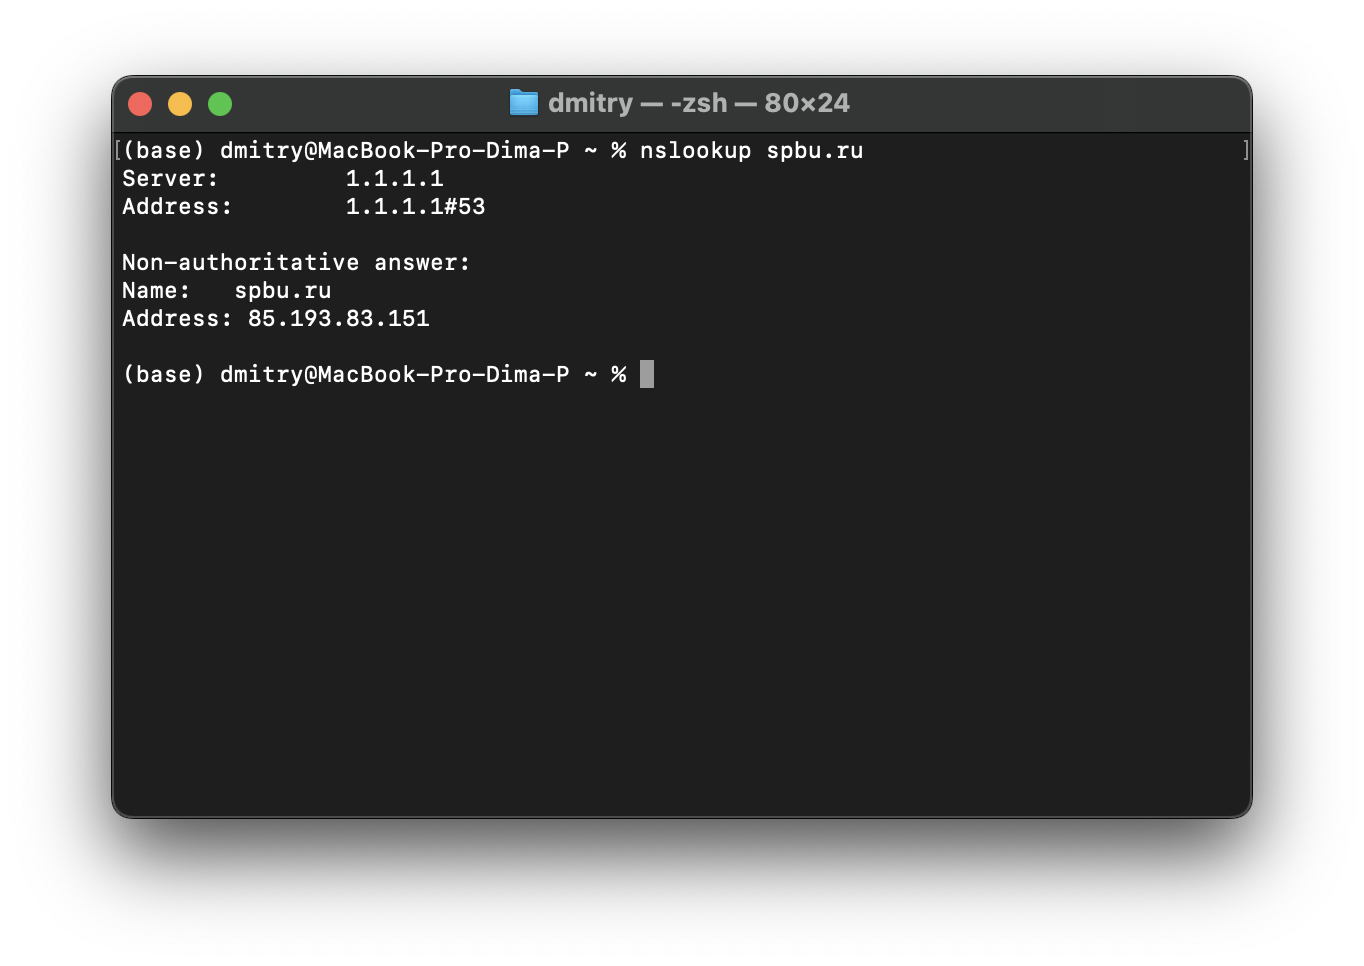 dmitry — -zsh — 80×24
(base) dmitry@MacBook-Pro-Dima-P ~ % nslookup spbu.ru
Server:         1.1.1.1
Address:        1.1.1.1#53
Non-authoritative answer:
Name:   spbu.ru
Address: 85.193.83.151
(base) dmitry@MacBook-Pro-Dima-P ~ %